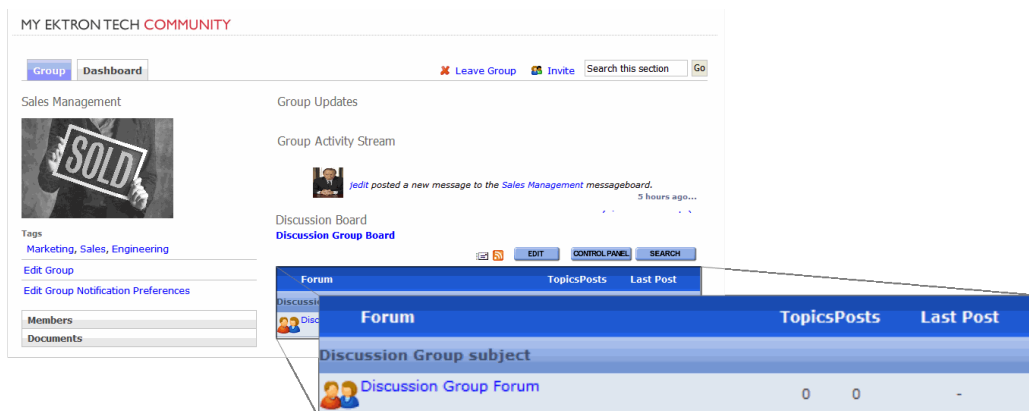 MY EKTRON TECH COMMUNITY
Group Dashboard
Leave Group Invite Search this section Go
Sales Management
SOLD
Tags
Marketing, Sales, Engineering
Edit Group
Edit Group Notification Preferences
Members
Documents
Group Updates
Group Activity Stream
jedit posted a new message to the Sales Management messageboard.
5 hours ago...
Discussion Board
Discussion Group Board
EDIT CONTROL PANEL SEARCH
Forum TopicsPosts Last Post
Discussi
Disc
Forum TopicsPosts Last Post
Discussion Group subject
Discussion Group Forum 0 0 -